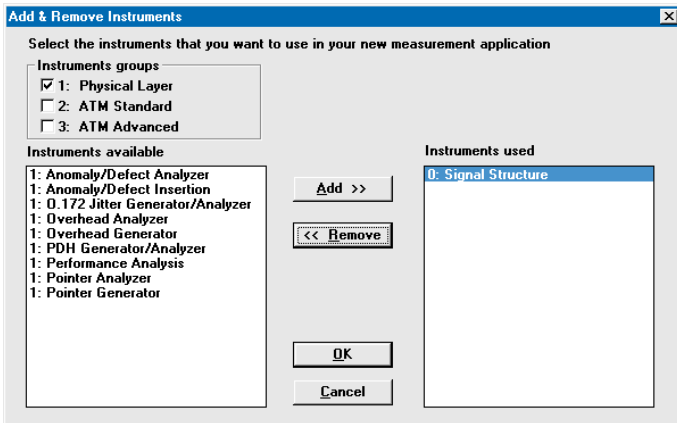 Add & Remove Instruments
Select the instruments that you want to use in your new measurement application
Instruments groups
1: Physical Layer
2: ATM Standard
3: ATM Advanced
Instruments available
1: Anomaly/Defect Analyzer
1: Anomaly/Defect Insertion
1: O.172 Jitter Generator/Analyzer
1: Overhead Analyzer
1: Overhead Generator
1: PDH Generator/Analyzer
1: Performance Analysis
1: Pointer Analyzer
1: Pointer Generator
Add >>
<< Remove
OK
Cancel
Instruments used
0: Signal Structure